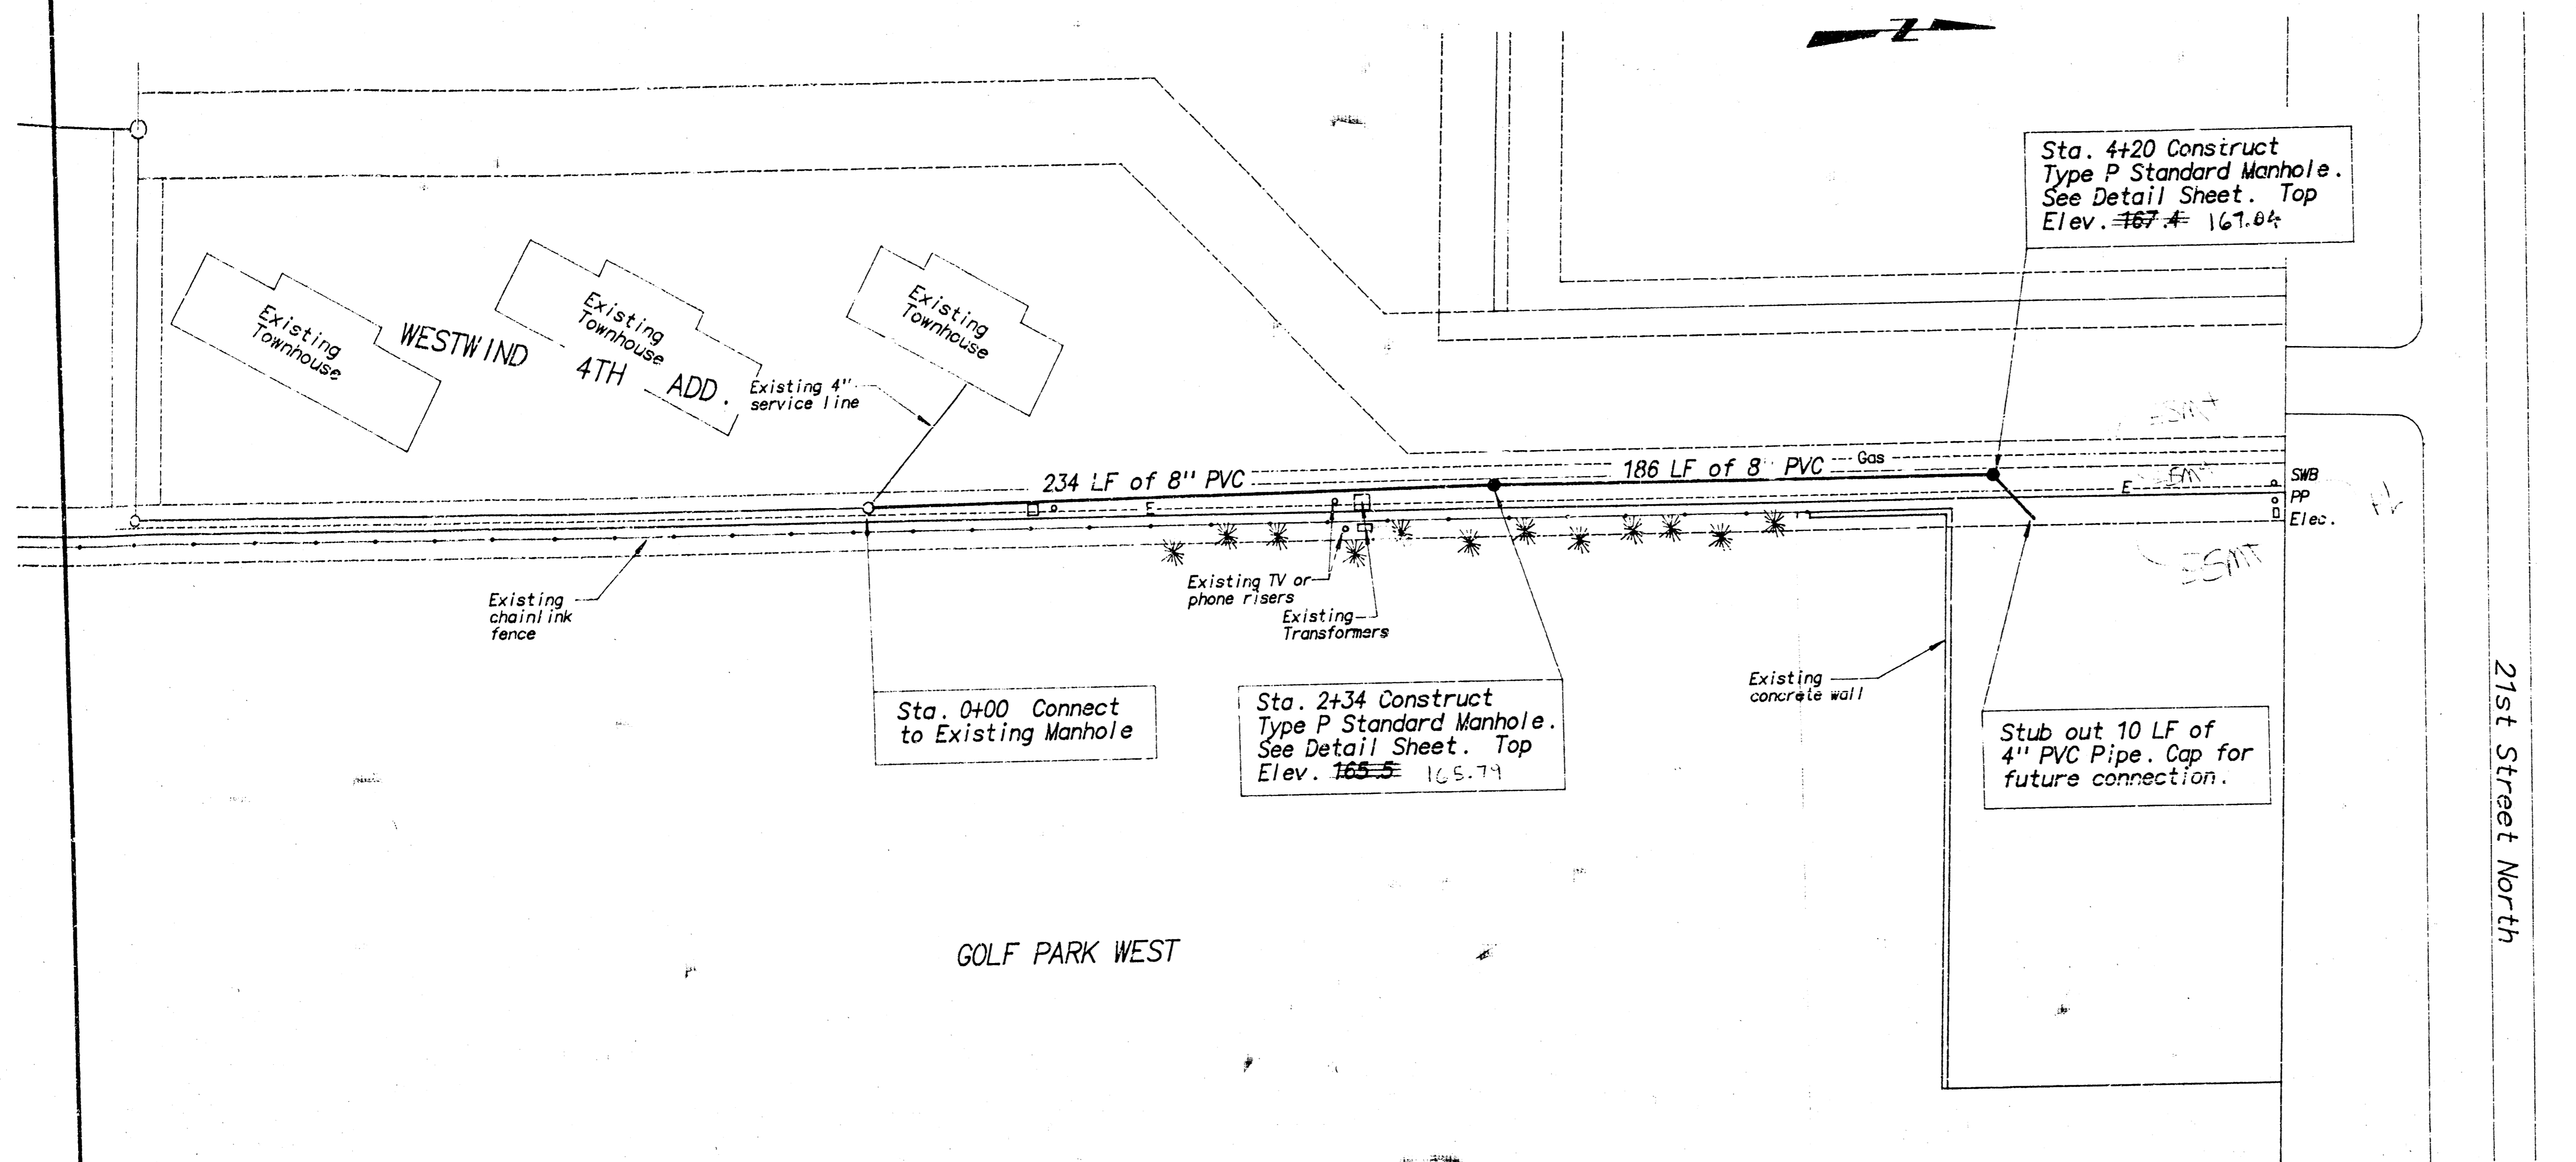 Z
Sta. 4+20 Construct
Type P Standard Manhole.
See Detail Sheet. Top
Elev. 167.4 167.04
Existing
Townhouse
WESTWIND
Existing
Townhouse
4TH ADD.
Existing
Townhouse
Existing 4"
service line
234 LF of 8" PVC
186 LF of 8" PVC
Gas
E
E
ESMT
ESMT
ESMT
SWB
PP
Elec.
Existing
chainlink
fence
Existing TV or
phone risers
Existing
Transformers
Existing
concrete wall
Sta. 0+00 Connect
to Existing Manhole
Sta. 2+34 Construct
Type P Standard Manhole.
See Detail Sheet. Top
Elev. 165.5 165.79
Stub out 10 LF of
4" PVC Pipe. Cap for
future connection.
21st Street North
GOLF PARK WEST